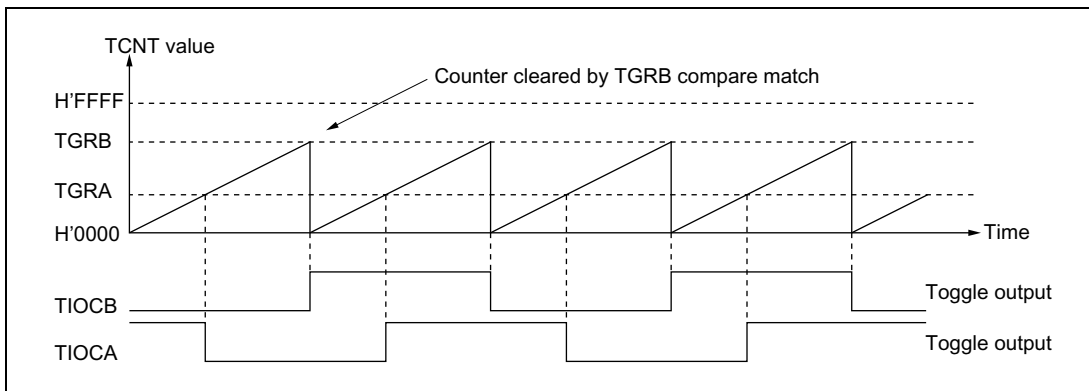 TCNT value
Counter cleared by TGRB compare match
H'FFFF
TGRB
TGRA
H'0000
Time
TIOCB
Toggle output
TIOCA
Toggle output